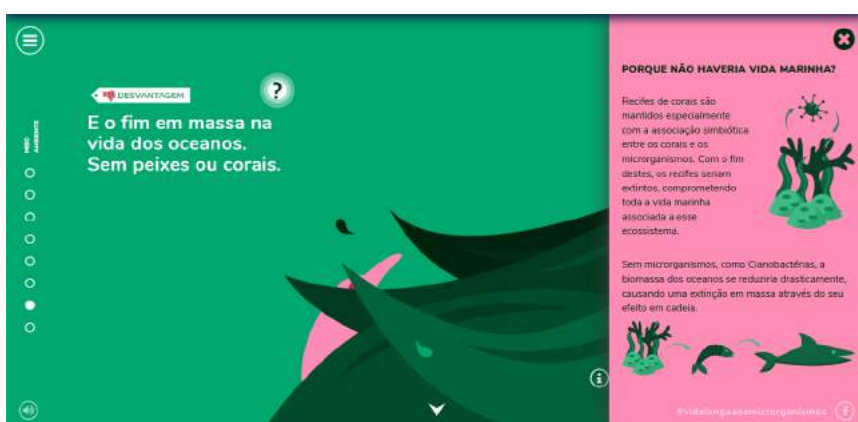 MEIO
AMBIENTE
DESVANTAGEM
?
E o fim em massa na
vida dos oceanos.
Sem peixes ou corais.
PORQUE NÃO HAVERIA VIDA MARINHA?
Recifes de corais são
mantidos especialmente
com a associação simbiótica
entre os corais e os
microrganismos. Com o fim
destes, os recifes seriam
extintos, comprometendo
toda a vida marinha
associada a esse
ecossistema.
Sem microrganismos, como Cianobactérias, a
biomassa dos oceanos se reduziria drasticamente,
causando uma extinção em massa através do seu
efeito em cadeia.
i
#vidalongaaosmicrorganismos
f